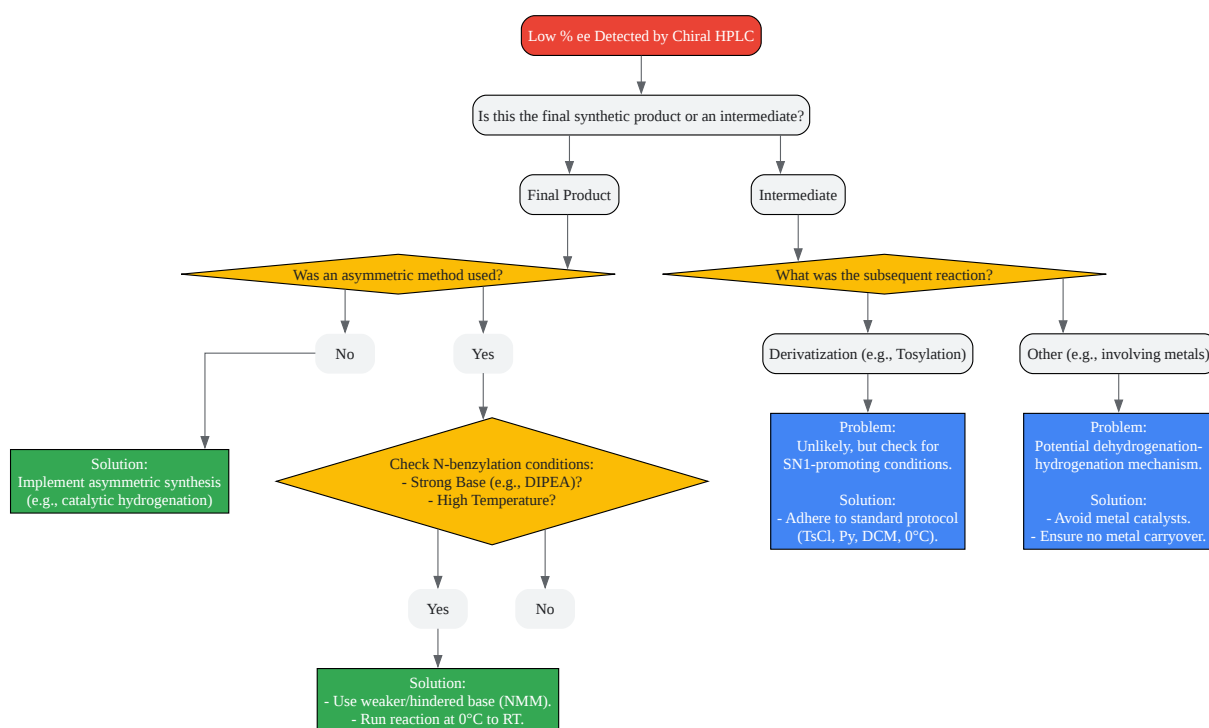 Low % ee Detected by Chiral HPLC
Is this the final synthetic product or an intermediate?
Final Product
Intermediate
Was an asymmetric method used?
What was the subsequent reaction?
No
Yes
Derivatization (e.g., Tosylation)
Other (e.g., involving metals)
Solution:
Implement asymmetric synthesis
(e.g., catalytic hydrogenation)
Check N-benzylation conditions:
- Strong Base (e.g., DIPEA)?
- High Temperature?
Problem:
Unlikely, but check for
SN1-promoting conditions.
Solution:
- Adhere to standard protocol
(TsCl, Py, DCM, 0°C).
Problem:
Potential dehydrogenation-
hydrogenation mechanism.
Solution:
- Avoid metal catalysts.
- Ensure no metal carryover.
Yes
No
Solution:
- Use weaker/hindered base (NMM).
- Run reaction at 0°C to RT.